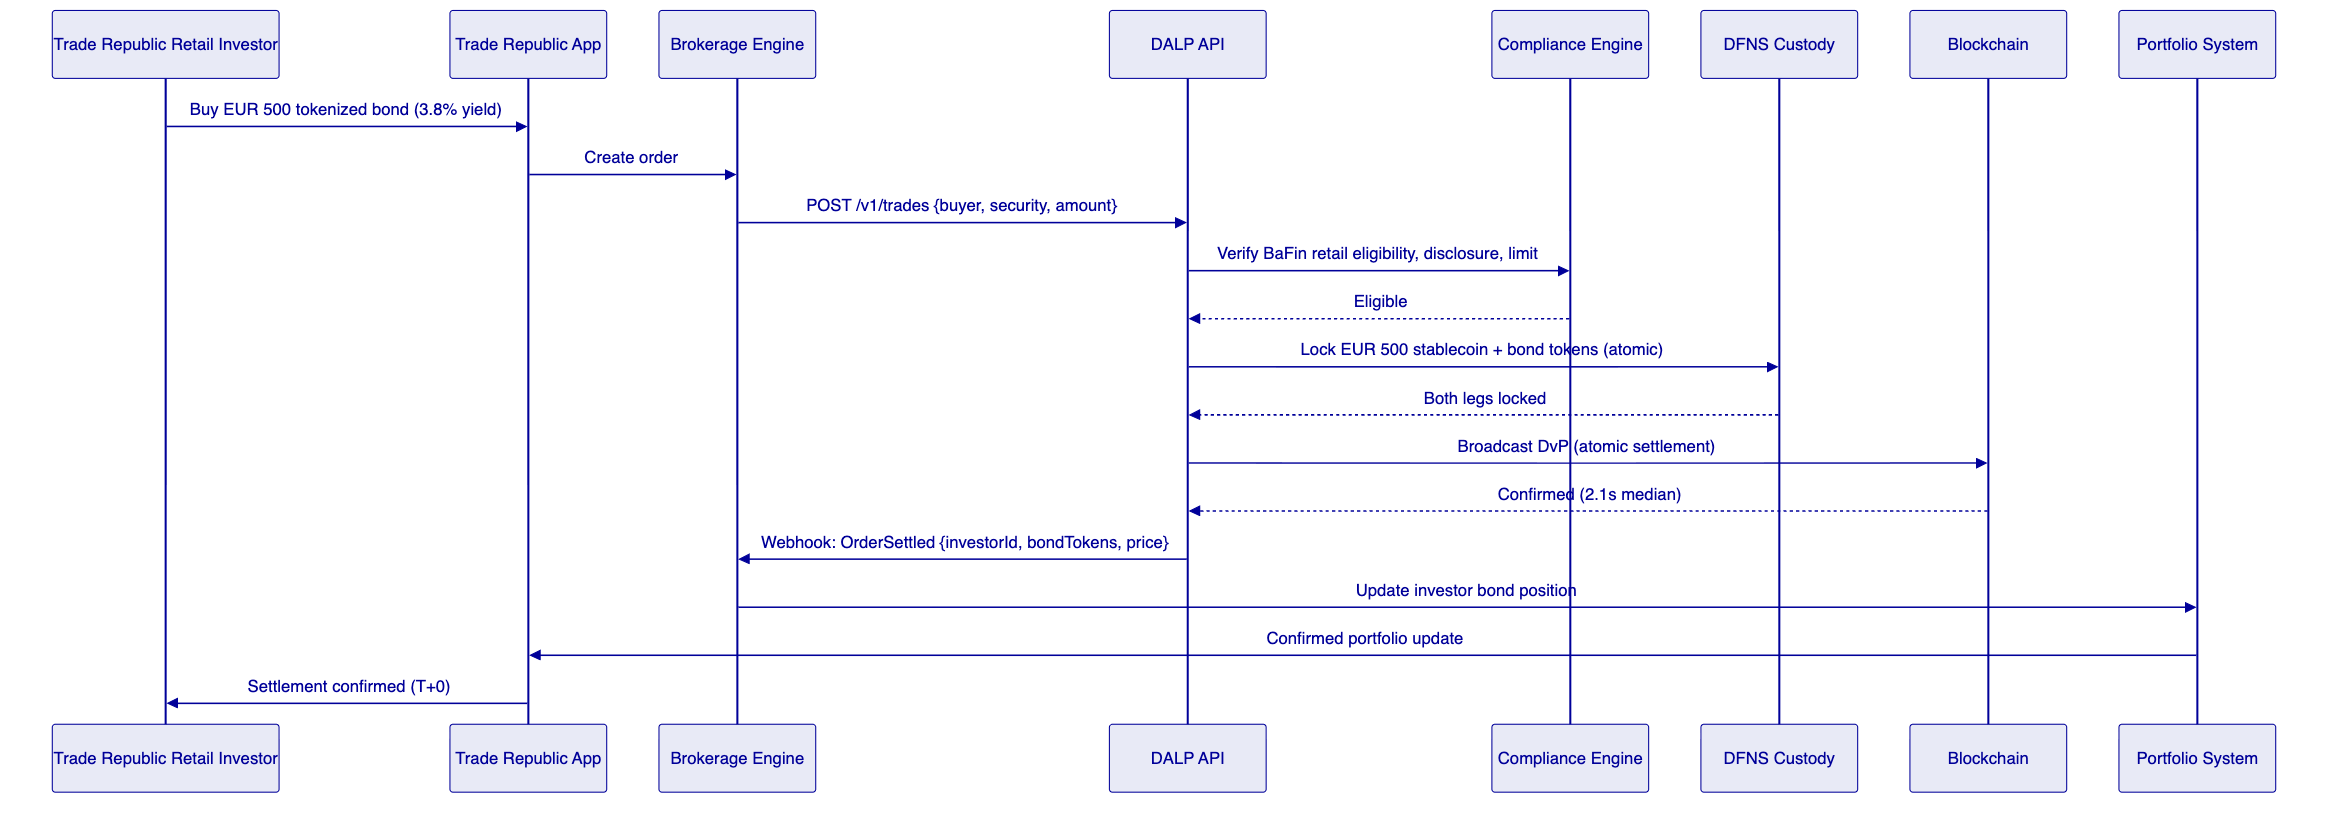 Trade Republic Retail Investor
Trade Republic App
Brokerage Engine
DALP API
Compliance Engine
DFNS Custody
Blockchain
Portfolio System
Buy EUR 500 tokenized bond (3.8% yield)
Create order
POST /v1/trades {buyer, security, amount}
Verify BaFin retail eligibility, disclosure, limit
Eligible
Lock EUR 500 stablecoin + bond tokens (atomic)
Both legs locked
Broadcast DvP (atomic settlement)
Confirmed (2.1s median)
Webhook: OrderSettled {investorId, bondTokens, price}
Update investor bond position
Confirmed portfolio update
Settlement confirmed (T+0)
Trade Republic Retail Investor
Trade Republic App
Brokerage Engine
DALP API
Compliance Engine
DFNS Custody
Blockchain
Portfolio System